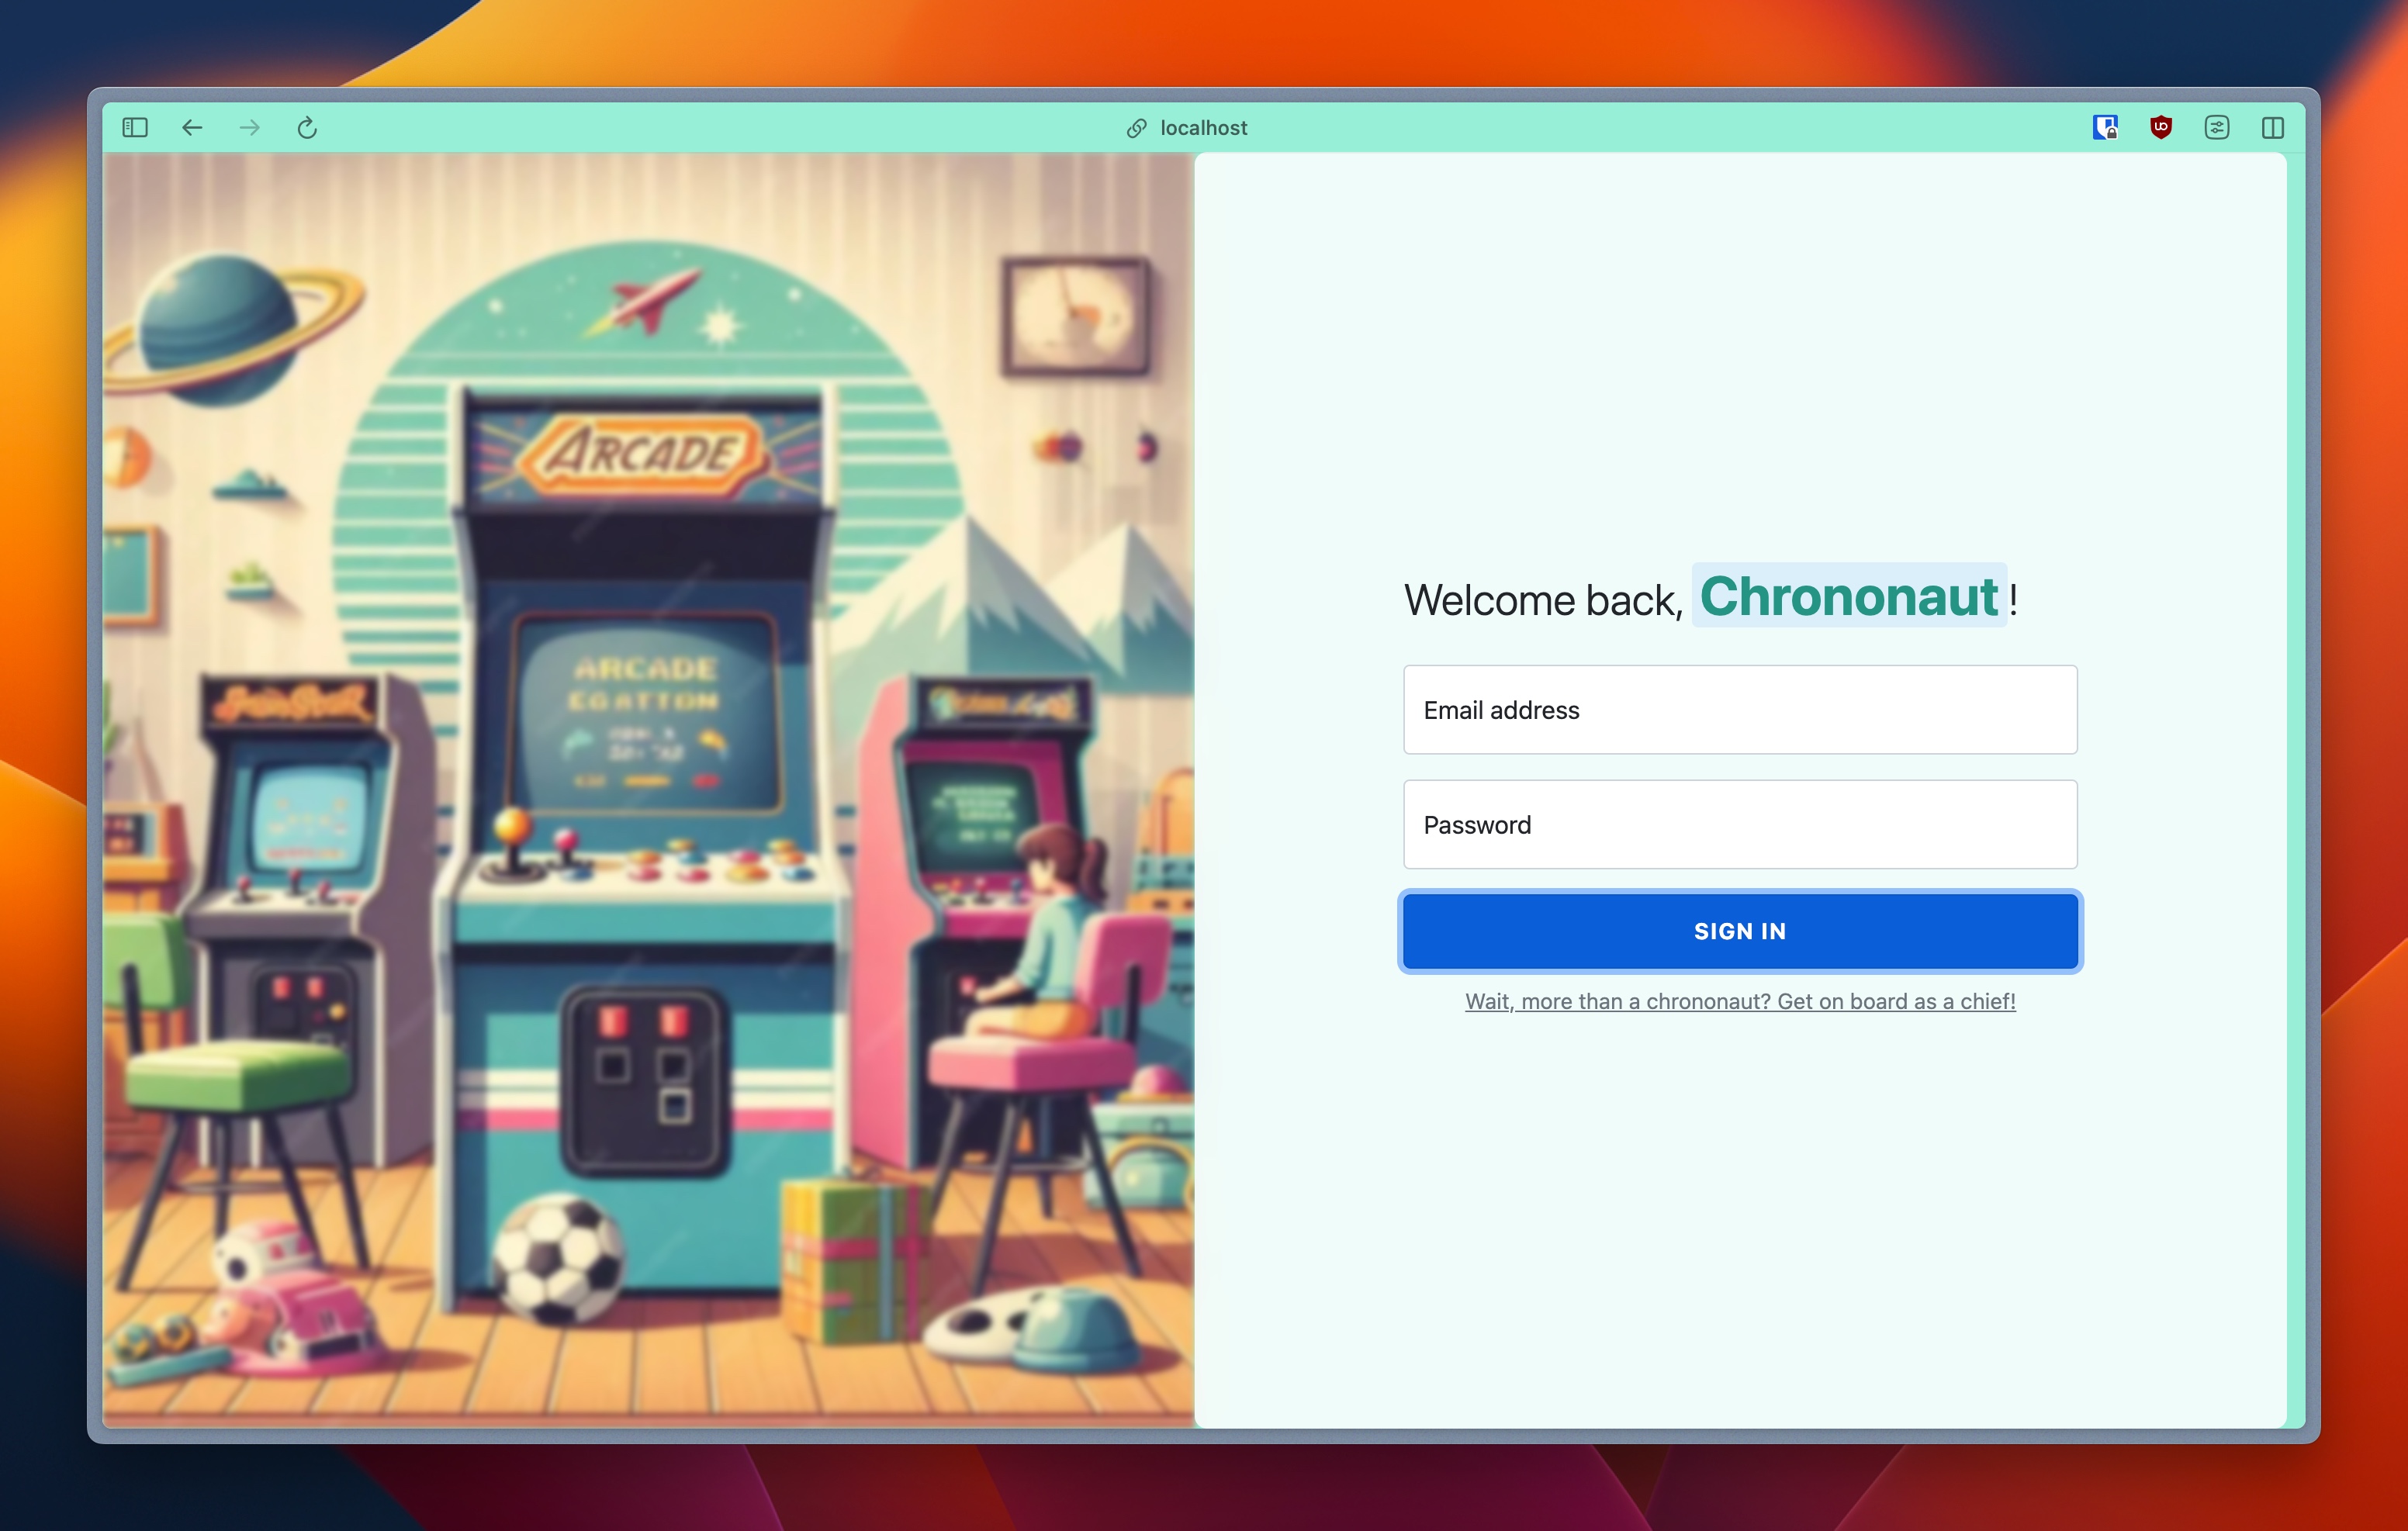 localhost
ARCADE
ARCADE
EGATTON
Welcome back, Chrononaut!
Email address
Password
SIGN IN
Wait, more than a chrononaut? Get on board as a chief!